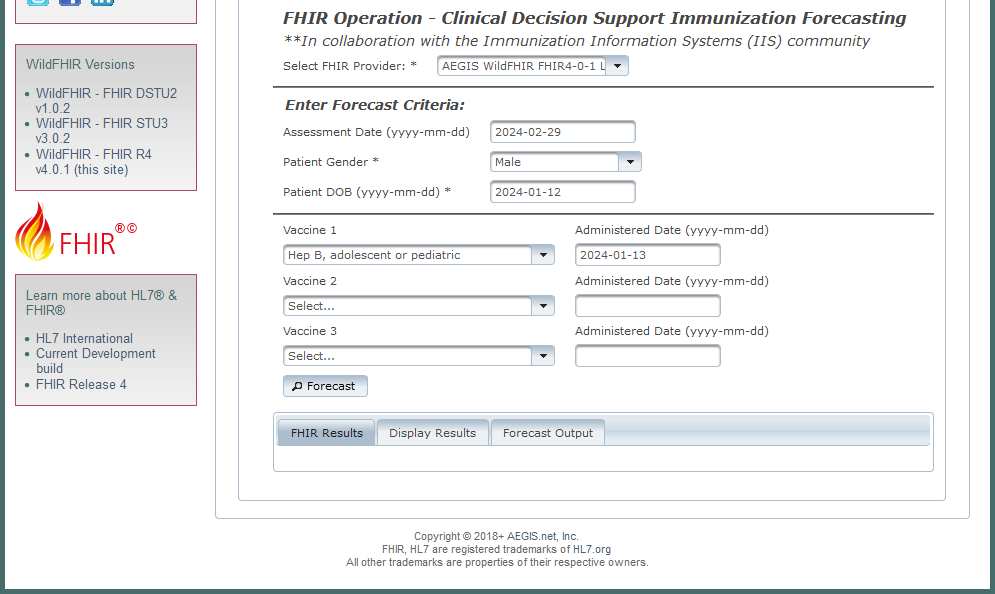 WildFHIR Versions
WildFHIR - FHIR DSTU2
v1.0.2
WildFHIR - FHIR STU3
v3.0.2
WildFHIR - FHIR R4
v4.0.1 (this site)
FHIR®©
Learn more about HL7® &
FHIR®
HL7 International
Current Development
build
FHIR Release 4
FHIR Operation - Clinical Decision Support Immunization Forecasting
**In collaboration with the Immunization Information Systems (IIS) community
Select FHIR Provider: * AEGIS WildFHIR FHIR4-0-1 L
Enter Forecast Criteria:
Assessment Date (yyyy-mm-dd) 2024-02-29
Patient Gender * Male
Patient DOB (yyyy-mm-dd) * 2024-01-12
Vaccine 1 Administered Date (yyyy-mm-dd)
Hep B, adolescent or pediatric 2024-01-13
Vaccine 2 Administered Date (yyyy-mm-dd)
Select...
Vaccine 3 Administered Date (yyyy-mm-dd)
Select...
Forecast
FHIR Results Display Results Forecast Output
Copyright © 2018+ AEGIS.net, Inc.
FHIR, HL7 are registered trademarks of HL7.org
All other trademarks are properties of their respective owners.